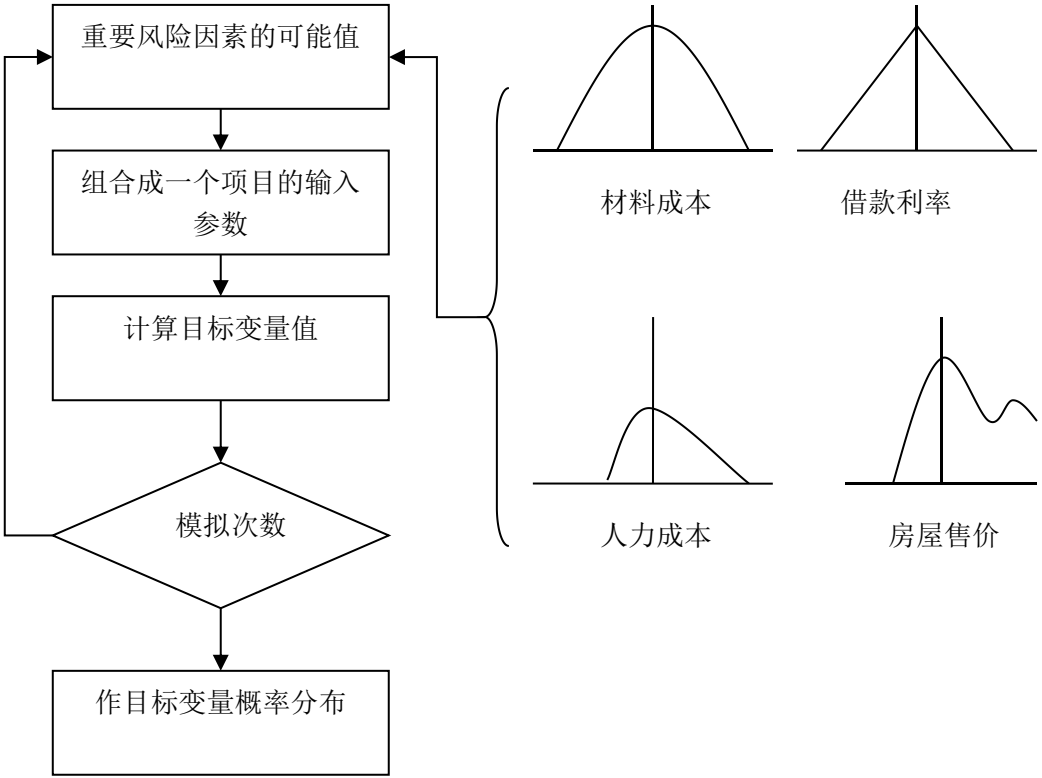 重要风险因素的可能值
组合成一个项目的输入
参数
计算目标变量值
模拟次数
作目标变量概率分布
材料成本
借款利率
人力成本
房屋售价